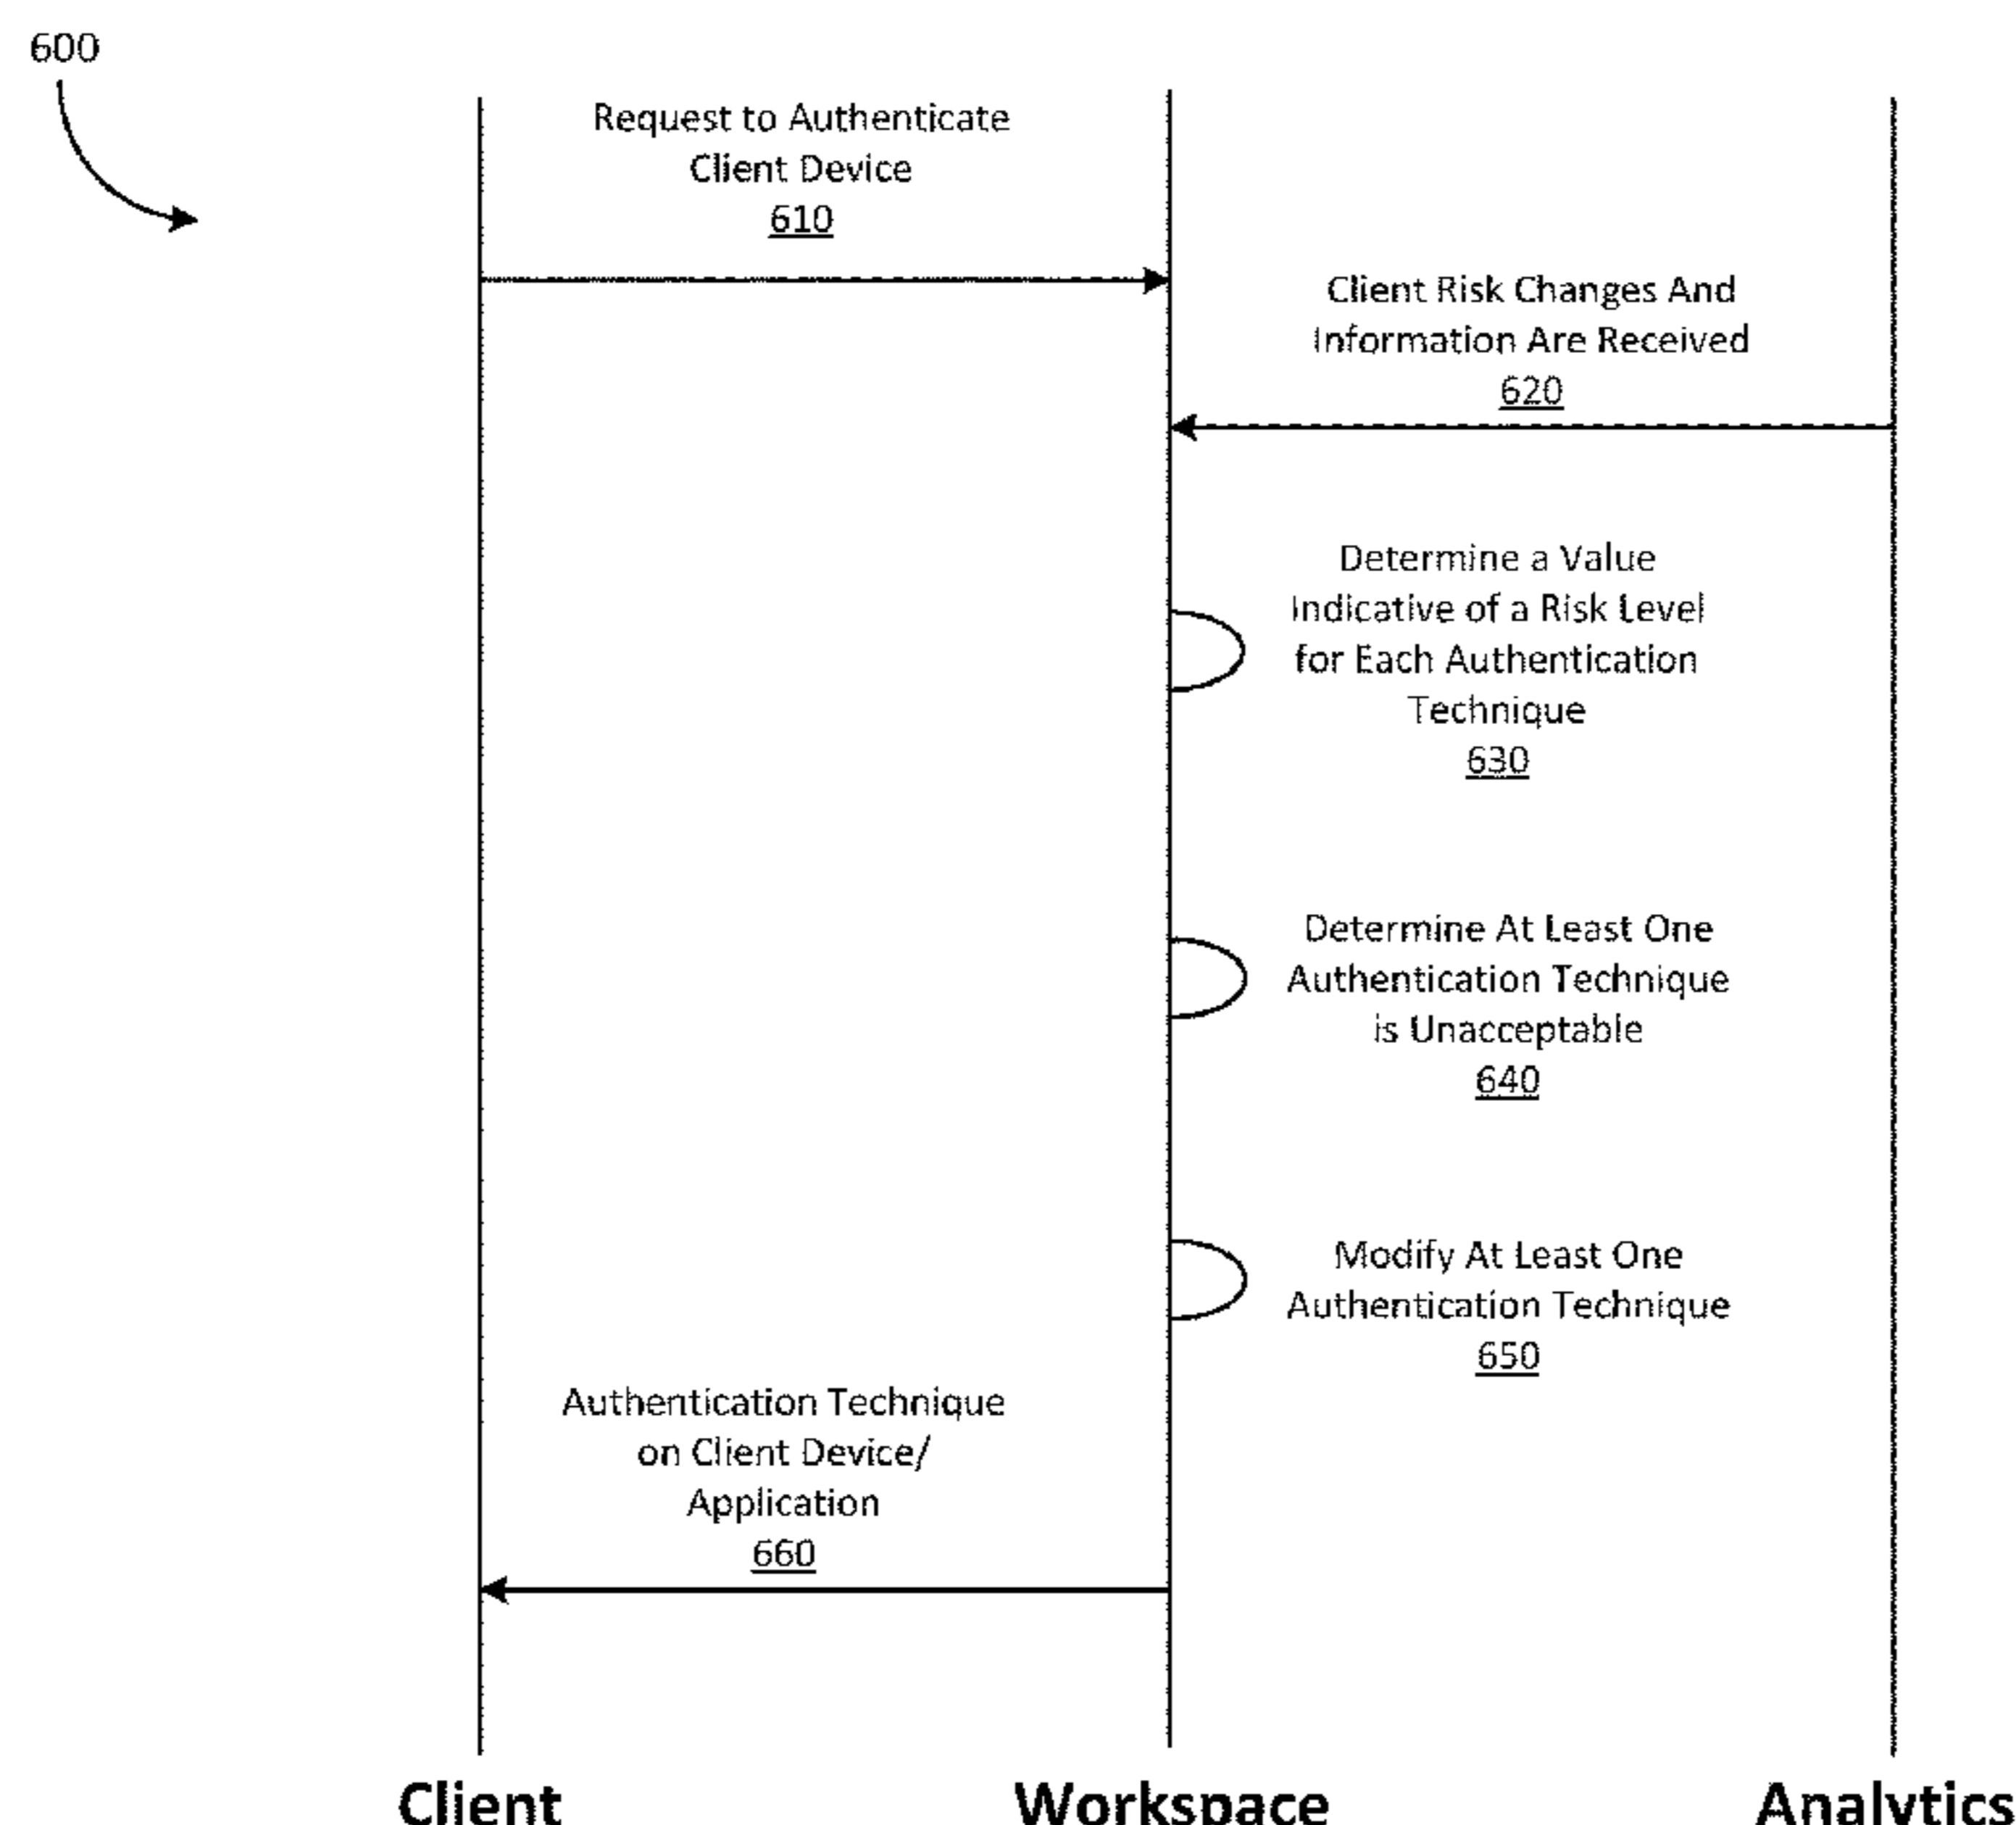 600
Request to Authenticate
Client Device
610
Client Risk Changes And
Information Are Received
620
Determine a Value
Indicative of a Risk Level
for Each Authentication
Technique
630
Determine At Least One
Authentication Technique
is Unacceptable
640
Modify At Least One
Authentication Technique
650
Authentication Technique
on Client Device/
Application
660
Client
Workspace
Analytics